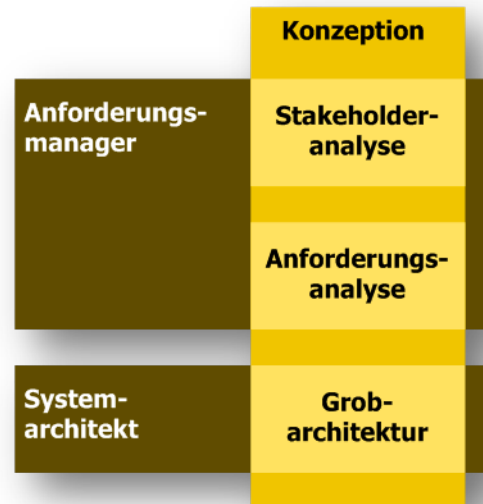 Konzeption
Anforderungs-
manager
Stakeholder-
analyse
Anforderungs-
analyse
System-
architekt
Grob-
architektur